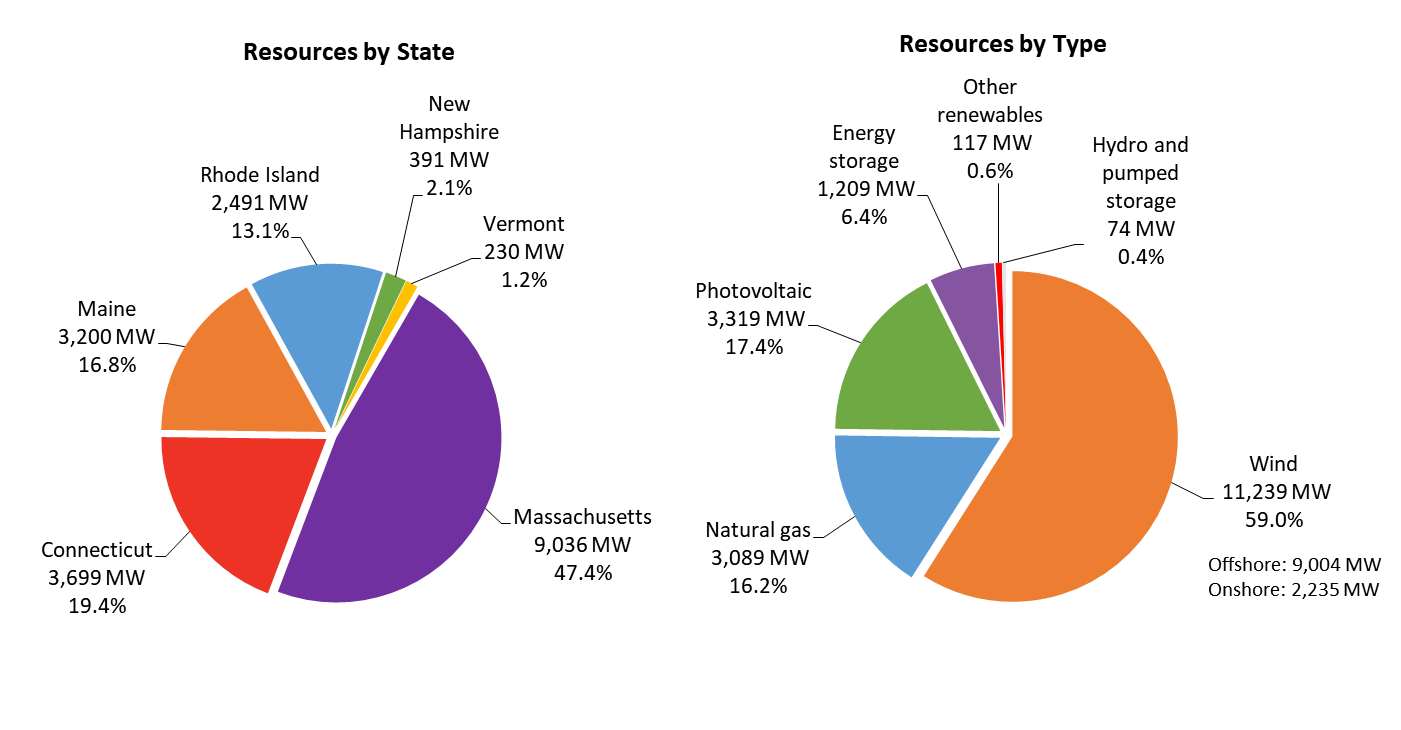 Resources by State
New
Hampshire
391 MW
2.1%
Rhode Island
2,491 MW
13.1%
Vermont
230 MW
1.2%
Maine
3,200 MW
16.8%
Massachusetts
9,036 MW
47.4%
Connecticut
3,699 MW
19.4%
Resources by Type
Other
renewables
117 MW
0.6%
Energy
storage
1,209 MW
6.4%
Hydro and
pumped
storage
74 MW
0.4%
Photovoltaic
3,319 MW
17.4%
Wind
11,239 MW
59.0%
Natural gas
3,089 MW
16.2%
Offshore: 9,004 MW
Onshore: 2,235 MW